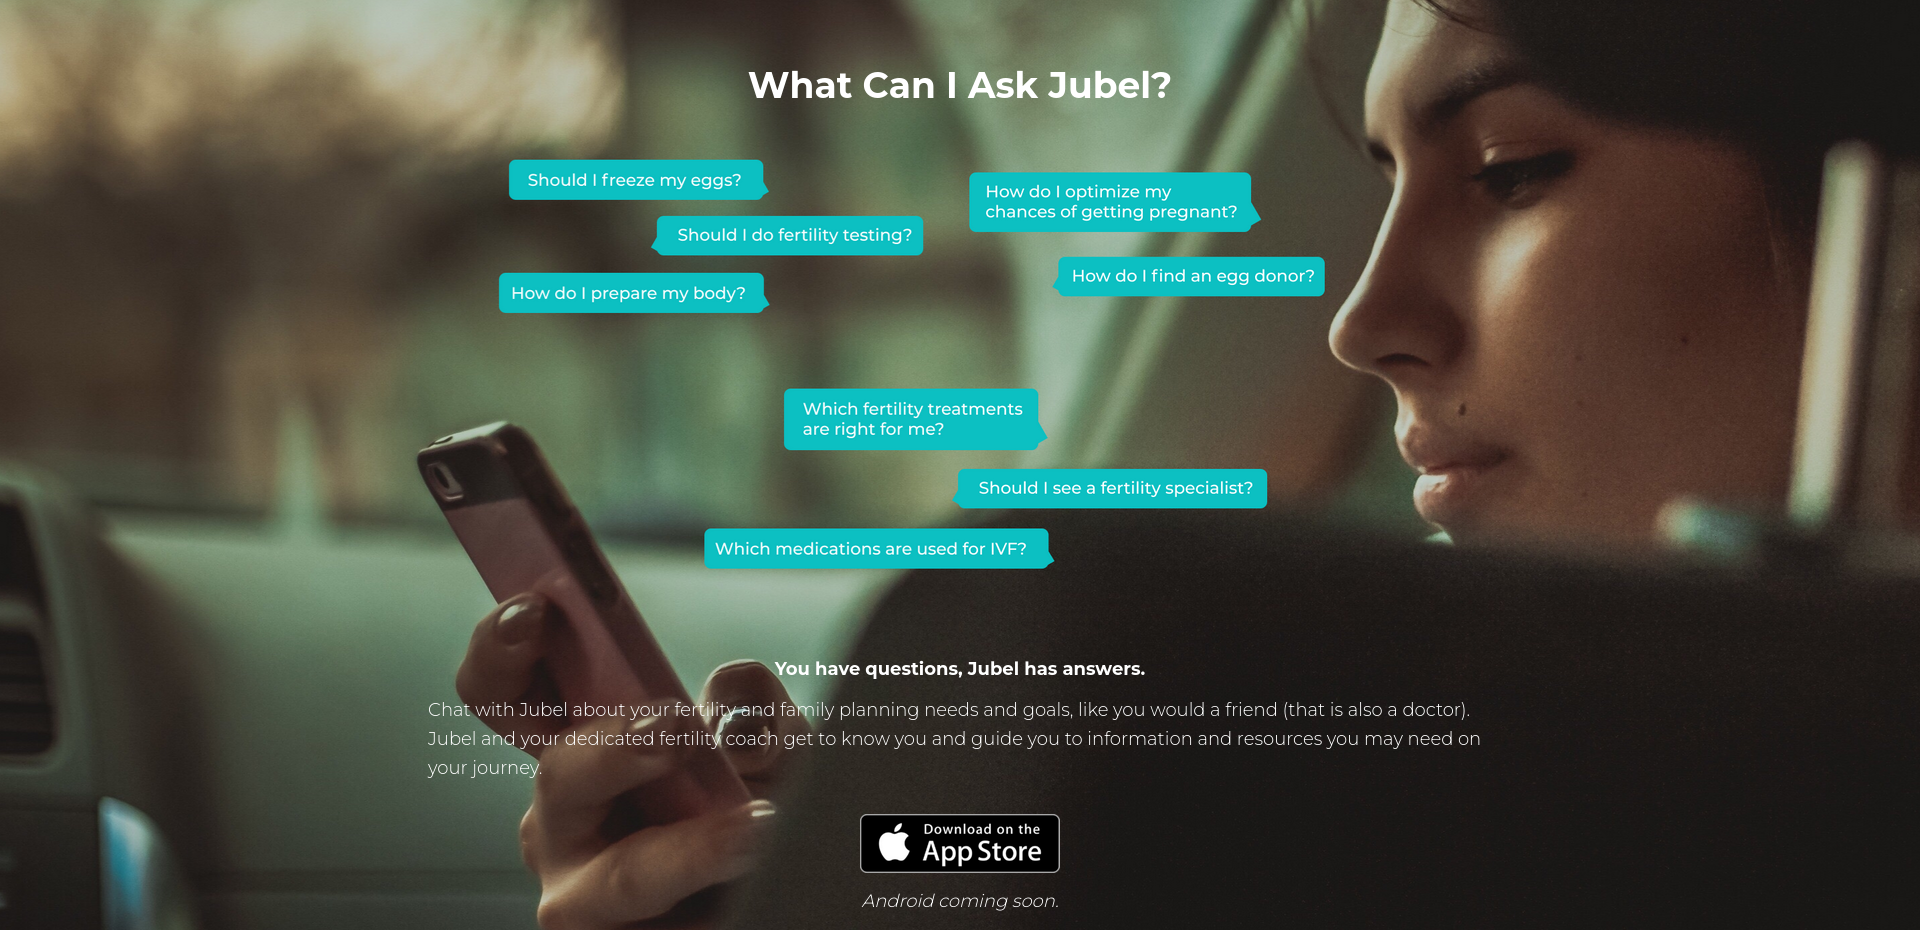 What Can I Ask Jubel?
Should I freeze my eggs?
Should I do fertility testing?
How do I prepare my body?
How do I optimize my
chances of getting pregnant?
How do I find an egg donor?
Which fertility treatments
are right for me?
Should I see a fertility specialist?
Which medications are used for IVF?
You have questions, Jubel has answers.
Chat with Jubel about your fertility and family planning needs and goals, like you would a friend (that is also a doctor).
Jubel and your dedicated fertility coach get to know you and guide you to information and resources you may need on
your journey.
Download on the
App Store
Android coming soon.